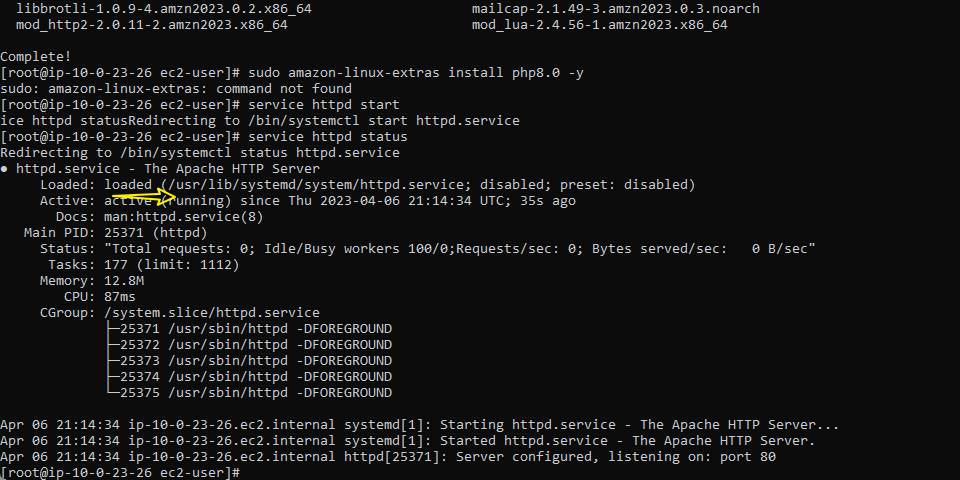 libbrotli-1.0.9-4.amzn2023.0.2.x86_64 mailcap-2.1.49-3.amzn2023.0.3.noarch
mod_http2-2.0.11-2.amzn2023.x86_64 mod_lua-2.4.56-1.amzn2023.x86_64
Complete!
[root@ip-10-0-23-26 ec2-user]# sudo amazon-linux-extras install php8.0 -y
sudo: amazon-linux-extras: command not found
[root@ip-10-0-23-26 ec2-user]# service httpd start
ice httpd statusRedirecting to /bin/systemctl start httpd.service
[root@ip-10-0-23-26 ec2-user]# service httpd status
Redirecting to /bin/systemctl status httpd.service
● httpd.service - The Apache HTTP Server
Loaded: loaded (/usr/lib/systemd/system/httpd.service; disabled; preset: disabled)
Active: active (running) since Thu 2023-04-06 21:14:34 UTC; 35s ago
Docs: man:httpd.service(8)
Main PID: 25371 (httpd)
Status: "Total requests: 0; Idle/Busy workers 100/0;Requests/sec: 0; Bytes served/sec:   0 B/sec"
Tasks: 177 (limit: 1112)
Memory: 12.8M
CPU: 87ms
CGroup: /system.slice/httpd.service
├─25371 /usr/sbin/httpd -DFOREGROUND
├─25372 /usr/sbin/httpd -DFOREGROUND
├─25373 /usr/sbin/httpd -DFOREGROUND
├─25374 /usr/sbin/httpd -DFOREGROUND
└─25375 /usr/sbin/httpd -DFOREGROUND
Apr 06 21:14:34 ip-10-0-23-26.ec2.internal systemd[1]: Starting httpd.service - The Apache HTTP Server...
Apr 06 21:14:34 ip-10-0-23-26.ec2.internal systemd[1]: Started httpd.service - The Apache HTTP Server.
Apr 06 21:14:34 ip-10-0-23-26.ec2.internal httpd[25371]: Server configured, listening on: port 80
[root@ip-10-0-23-26 ec2-user]#